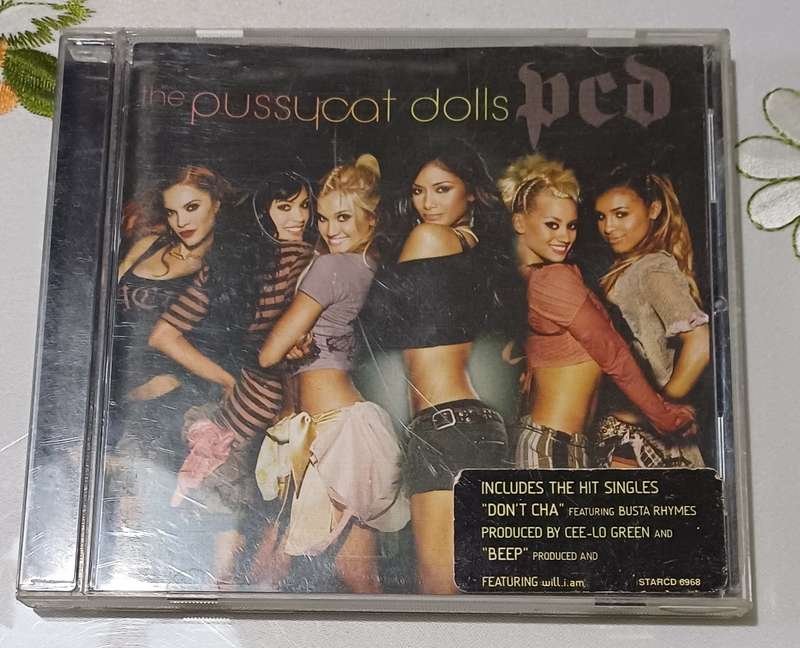 the pussycat dolls pcd
INCLUDES THE HIT SINGLES
"DON'T CHA" FEATURING BUSTA RHYMES
PRODUCED BY CEE-LO GREEN AND
"BEEP" PRODUCED AND
FEATURING will.i.am
STARCD 6968